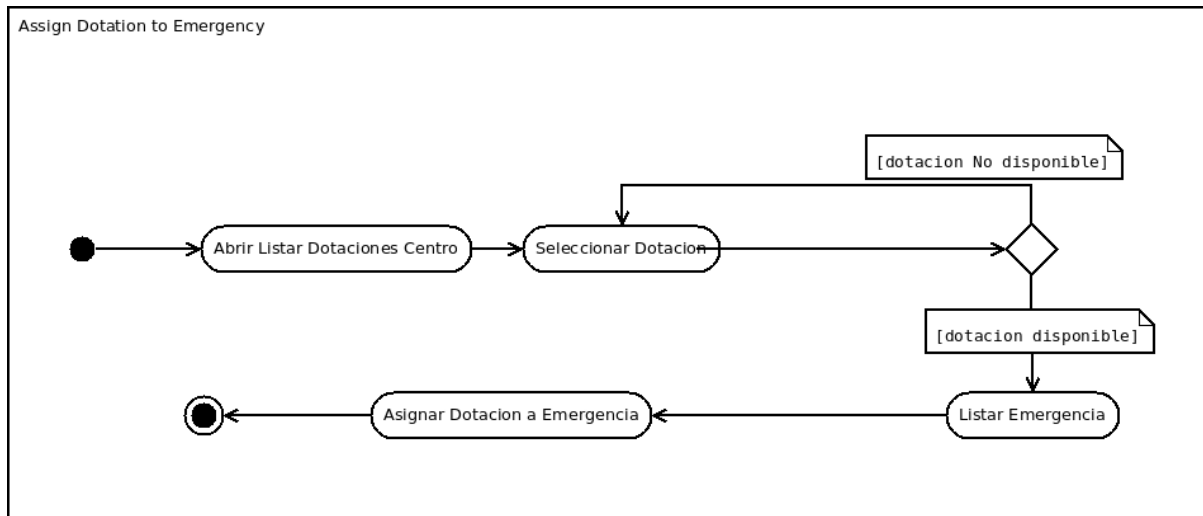 Assign Dotation to Emergency
[dotacion No disponible]
Abrir Listar Dotaciones Centro
Seleccionar Dotacion
[dotacion disponible]
Asignar Dotacion a Emergencia
Listar Emergencia